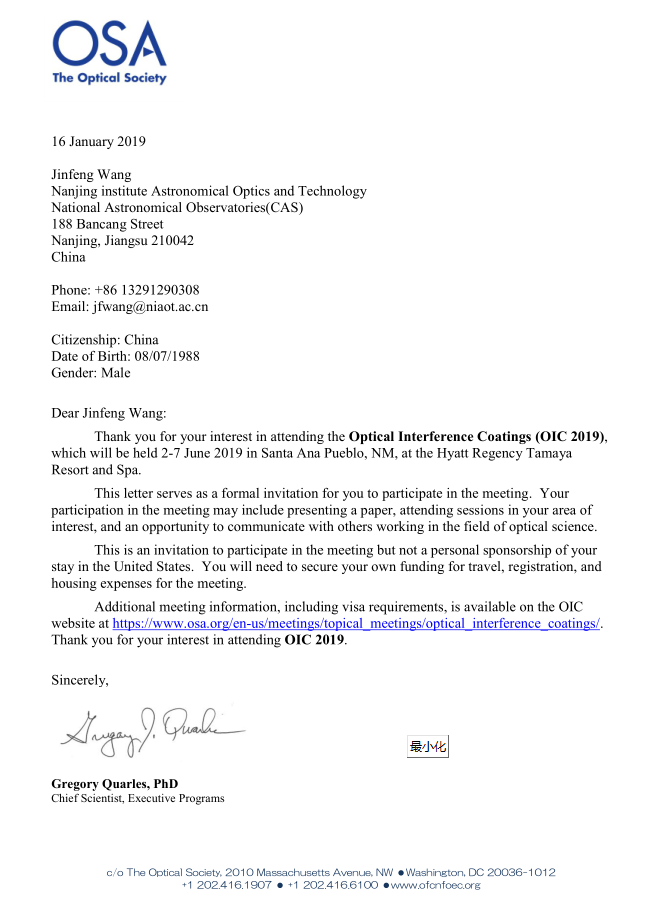 OSA
The Optical Society
16 January 2019
Jinfeng Wang
Nanjing institute Astronomical Optics and Technology
National Astronomical Observatories(CAS)
188 Bancang Street
Nanjing, Jiangsu 210042
China
Phone: +86 13291290308
Email: jfwang@niaot.ac.cn
Citizenship: China
Date of Birth: 08/07/1988
Gender: Male
Dear Jinfeng Wang:
Thank you for your interest in attending the Optical Interference Coatings (OIC 2019),
which will be held 2-7 June 2019 in Santa Ana Pueblo, NM, at the Hyatt Regency Tamaya
Resort and Spa.
This letter serves as a formal invitation for you to participate in the meeting. Your
participation in the meeting may include presenting a paper, attending sessions in your area of
interest, and an opportunity to communicate with others working in the field of optical science.
This is an invitation to participate in the meeting but not a personal sponsorship of your
stay in the United States. You will need to secure your own funding for travel, registration, and
housing expenses for the meeting.
Additional meeting information, including visa requirements, is available on the OIC
website at https://www.osa.org/en-us/meetings/topical_meetings/optical_interference_coatings/.
Thank you for your interest in attending OIC 2019.
Sincerely,
Gregory J. Quarles
最小化
Gregory Quarles, PhD
Chief Scientist, Executive Programs
c/o The Optical Society, 2010 Massachusetts Avenue, NW ● Washington, DC 20036-1012
+1 202.416.1907 ● +1 202.416.6100 ● www.ofcnfoec.org